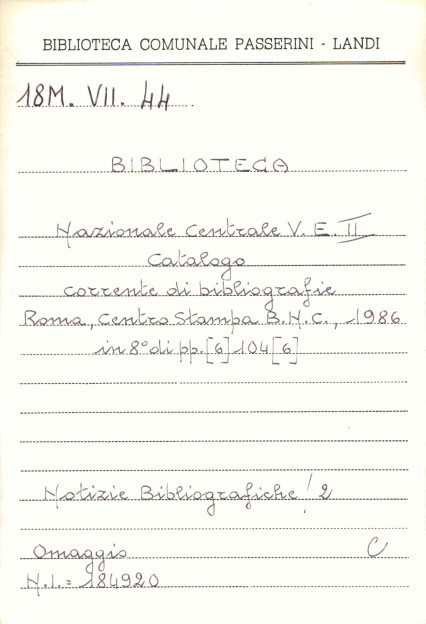 BIBLIOTECA COMUNALE PASSERINI - LANDI
18M. VII. 44
BIBLIOTECA
Nazionale Centrale V. E. II
Catalogo
corrente di bibliografie
Roma, Centro Stampa B.N.C., 1986
in 8° di pp. [6] 104 [6]
Notizie Bibliografiche / 2
Omaggio C
N.I.= 184920